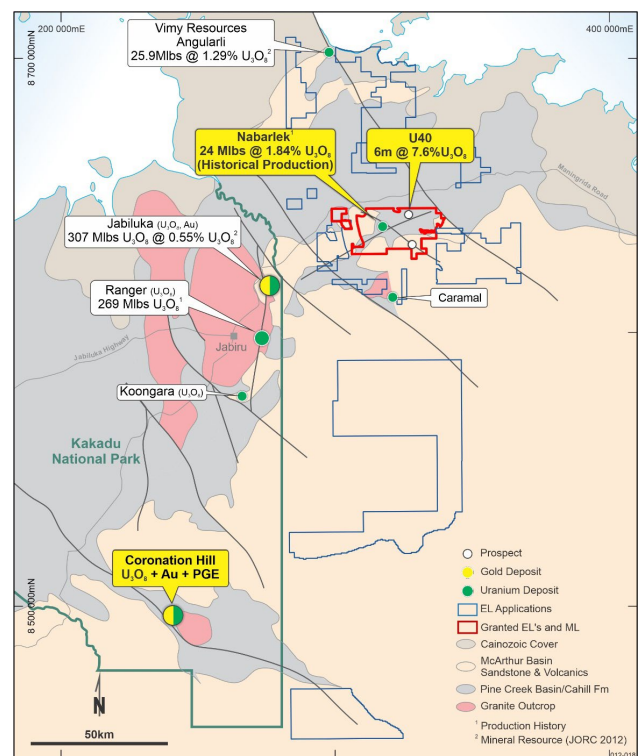 200 000mE
400 000mE
8 700 000mN
Vimy Resources
Angularli
25.9Mlbs @ 1.29% U₃O₈ ²
Nabarlek¹
24 Mlbs @ 1.84% U₃O₈
(Historical Production)
U40
6m @ 7.6%U₃O₈
Maningrida Road
Jabiluka (U₃O₈, Au)
307 Mlbs U₃O₈ @ 0.55% U₃O₈ ²
Ranger (U₃O₈)
269 Mlbs U₃O₈ ¹
Caramal
Jabiru
Jabiluka Highway
Koongara (U₃O₈)
Kakadu
National Park
Coronation Hill
U₃O₈ + Au + PGE
8 500 000mN
Prospect
Gold Deposit
Uranium Deposit
EL Applications
Granted EL's and ML
Cainozoic Cover
McArthur Basin
Sandstone & Volcanics
Pine Creek Basin/Cahill Fm
Granite Outcrop
¹ Production History
² Mineral Resource (JORC 2012)
N
50km
012-018